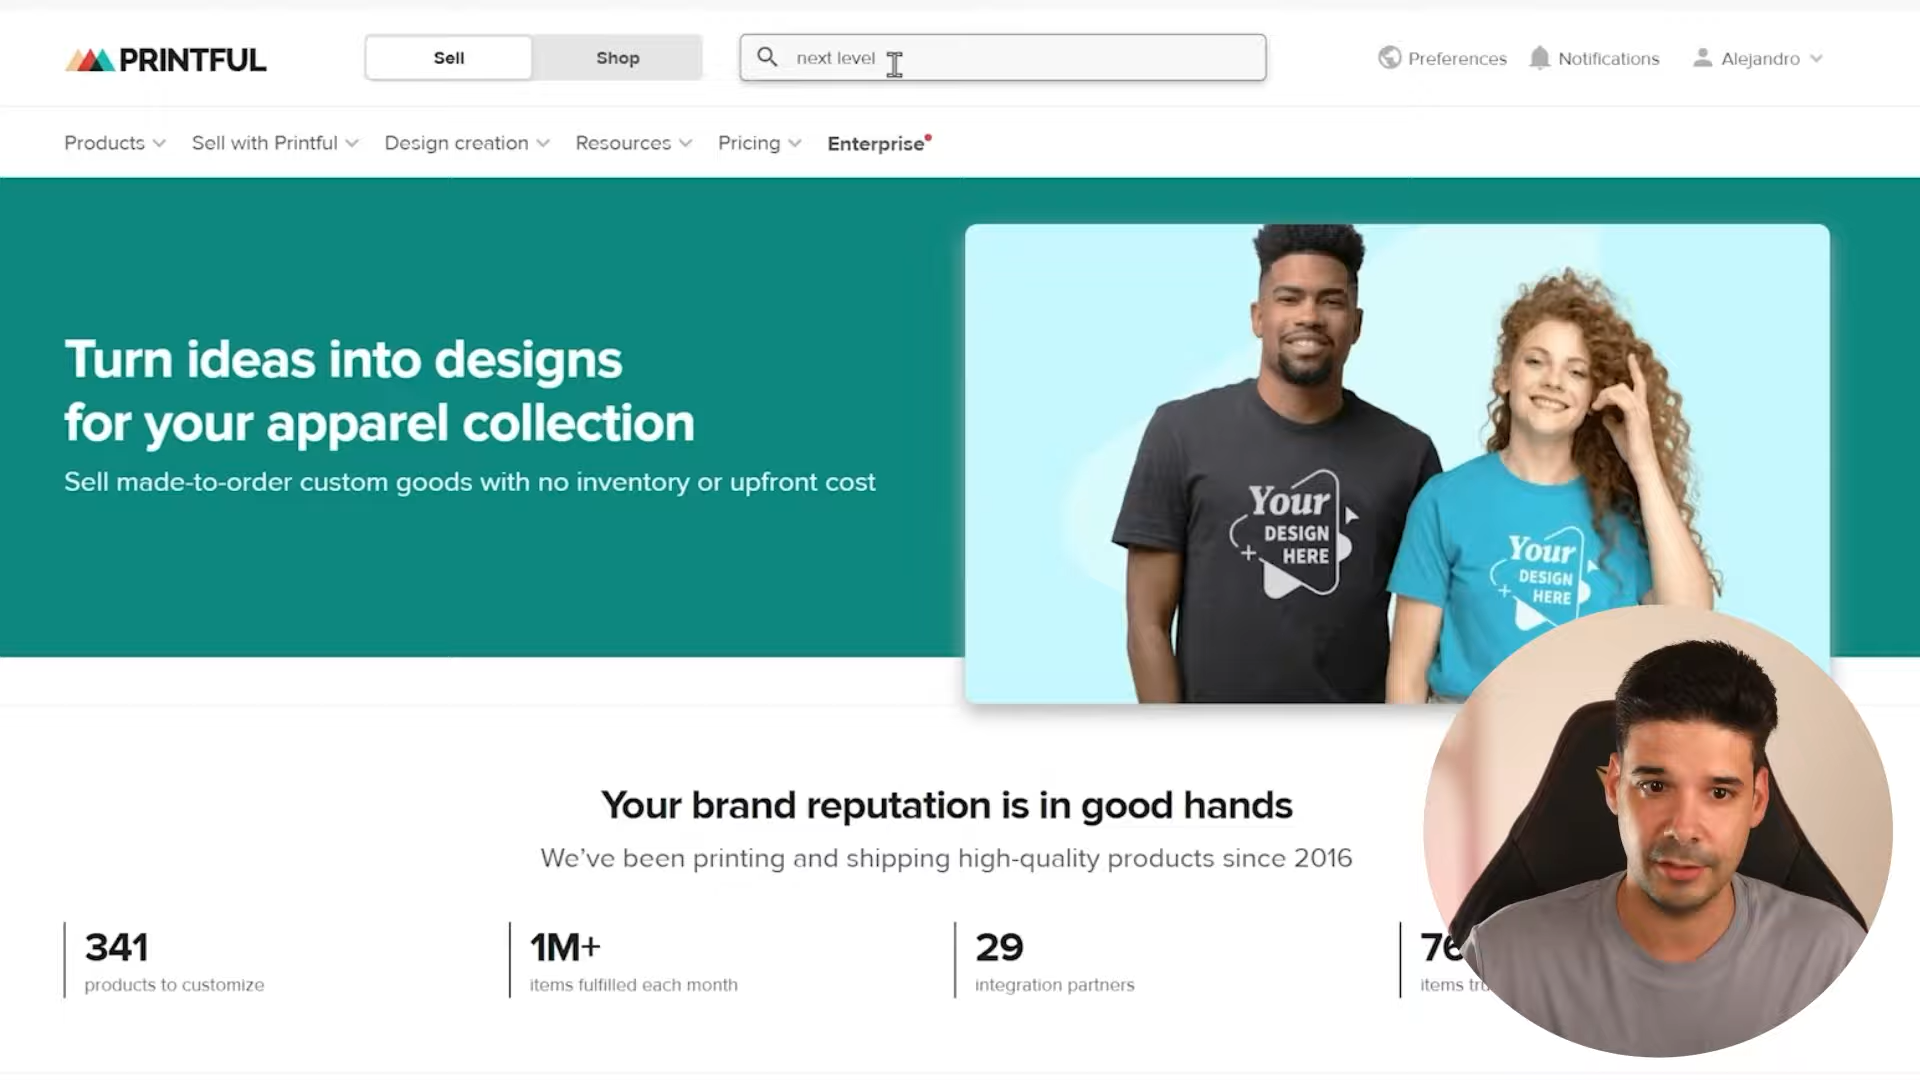 PRINTFUL
Sell
Shop
next level
Preferences
Notifications
Alejandro
Products
Sell with Printful
Design creation
Resources
Pricing
Enterprise
Turn ideas into designs
for your apparel collection
Sell made-to-order custom goods with no inventory or upfront cost
Your
DESIGN
HERE
Your
DESIGN
HERE
Your brand reputation is in good hands
We've been printing and shipping high-quality products since 2016
341
products to customize
1M+
items fulfilled each month
29
integration partners
items